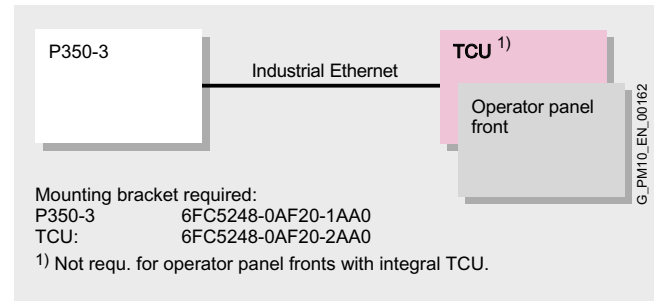 P350-3
Industrial Ethernet
TCU 1)
Operator panel
front
G_PM10_EN_00162
Mounting bracket required:
P350-3 6FC5248-0AF20-1AA0
TCU: 6FC5248-0AF20-2AA0
1) Not requ. for operator panel fronts with integral TCU.